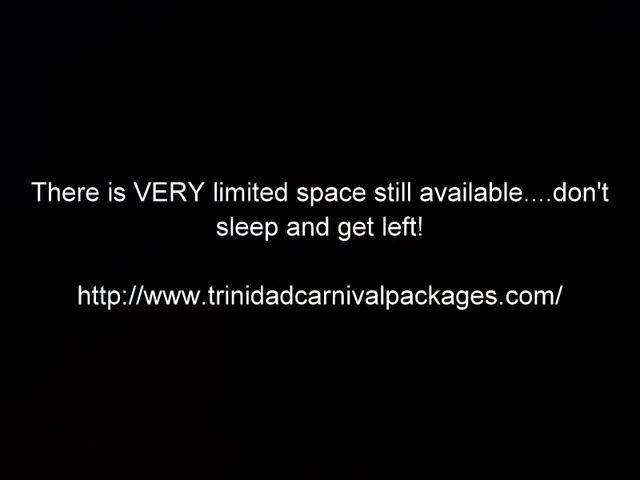 There is VERY limited space still available....don't
sleep and get left!
http://www.trinidadcarnivalpackages.com/